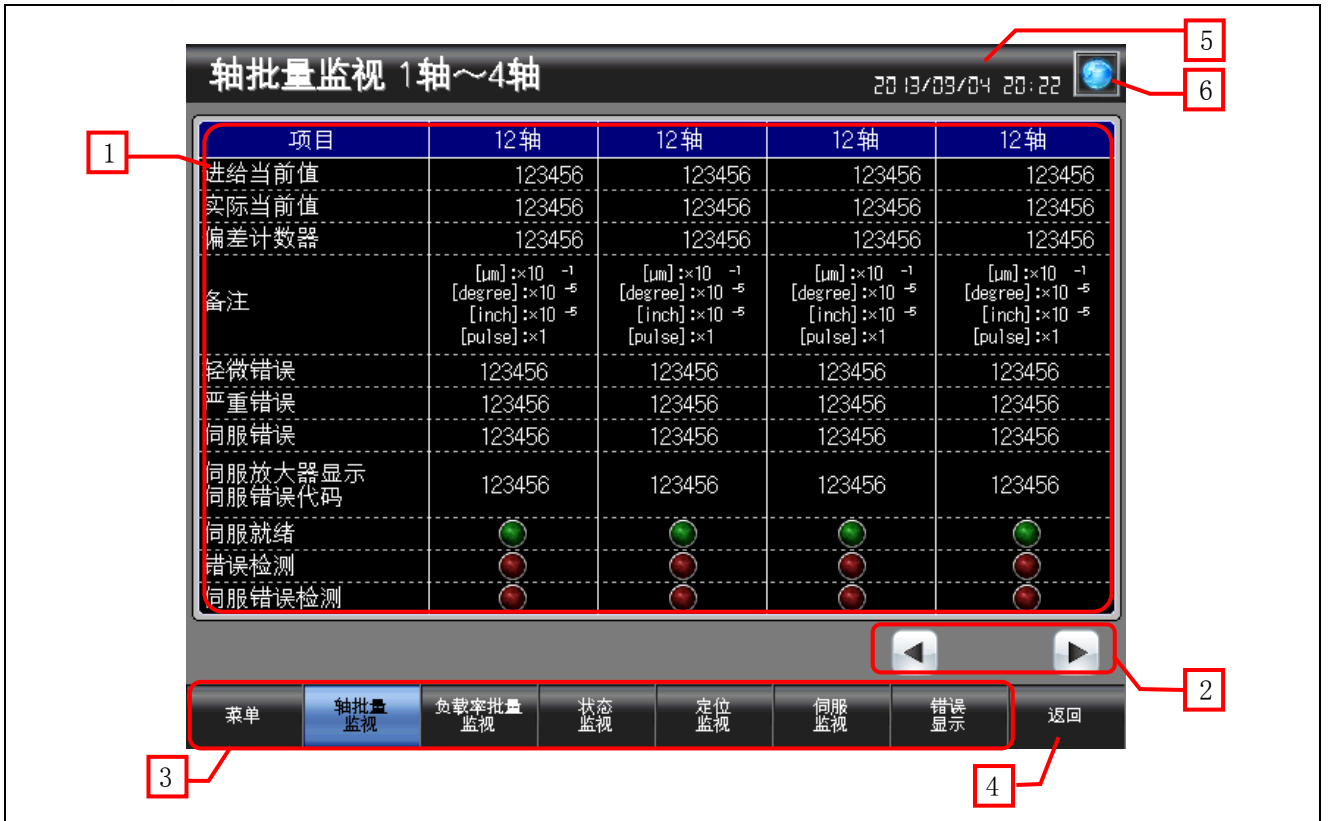 5
轴批量监视 1轴～4轴
2013/09/04 20:22
6
1
项目 12轴 12轴 12轴 12轴
进给当前值 123456 123456 123456 123456
实际当前值 123456 123456 123456 123456
偏差计数器 123456 123456 123456 123456
备注
[μm]:×10 -1 [μm]:×10 -1 [μm]:×10 -1 [μm]:×10 -1
[degree]:×10 -5 [degree]:×10 -5 [degree]:×10 -5 [degree]:×10 -5
[inch]:×10 -5 [inch]:×10 -5 [inch]:×10 -5 [inch]:×10 -5
[pulse]:×1 [pulse]:×1 [pulse]:×1 [pulse]:×1
轻微错误 123456 123456 123456 123456
严重错误 123456 123456 123456 123456
伺服错误 123456 123456 123456 123456
伺服放大器显示
伺服错误代码 123456 123456 123456 123456
伺服就绪
错误检测
伺服错误检测
2
菜单
轴批量
监视
负载率批量
监视
状态
监视
定位
监视
伺服
监视
错误
显示
返回
3
4